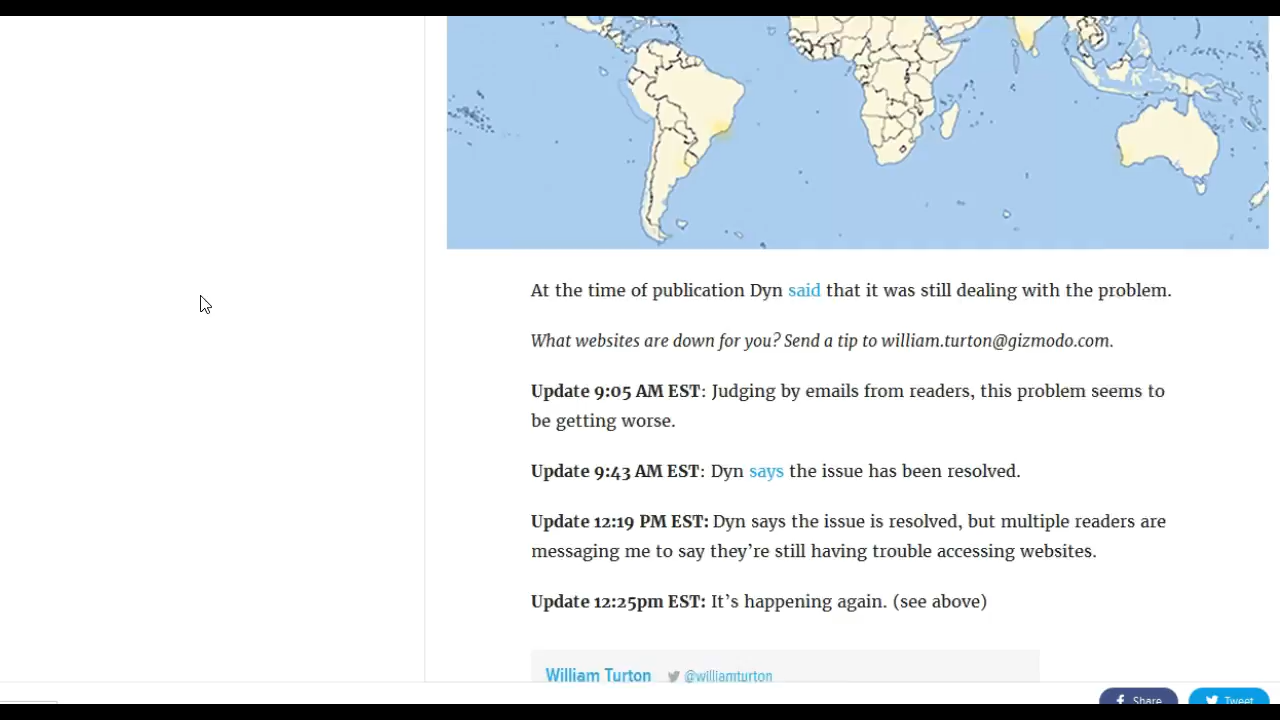 At the time of publication Dyn said that it was still dealing with the problem.
What websites are down for you? Send a tip to william.turton@gizmodo.com.
Update 9:05 AM EST: Judging by emails from readers, this problem seems to
be getting worse.
Update 9:43 AM EST: Dyn says the issue has been resolved.
Update 12:19 PM EST: Dyn says the issue is resolved, but multiple readers are
messaging me to say they’re still having trouble accessing websites.
Update 12:25pm EST: It’s happening again. (see above)
William Turton @williamturton
Share Tweet